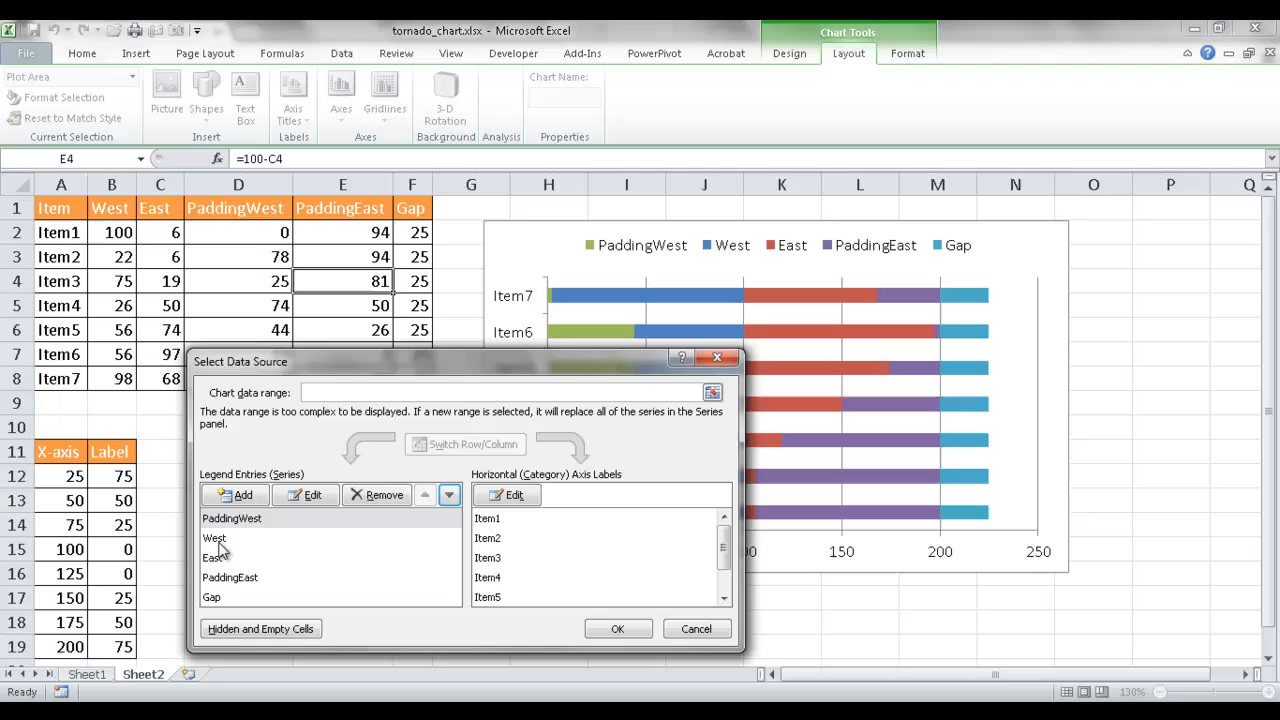 tornado_chart.xlsx - Microsoft Excel
Chart Tools
File Home Insert Page Layout Formulas Data Review View Developer Add-Ins PowerPivot Acrobat Design Layout Format
Plot Area
Format Selection
Reset to Match Style
Current Selection
Picture Shapes Text Box
Insert
Axis Titles
Labels
Axes Gridlines
Axes
3-D Rotation
Background
Analysis
Chart Name:
Properties
E4 fx =100-C4
A B C D E F G H I J K L M N O P Q
1 Item West East PaddingWest PaddingEast Gap
2 Item1 100 6 0 94 25
3 Item2 22 6 78 94 25
4 Item3 75 19 25 81 25
5 Item4 26 50 74 50 25
6 Item5 56 74 44 26 25
7 Item6 56 97
8 Item7 98 68
9
10
11 X-axis Label
12 25 75
13 50 50
14 75 25
15 100 0
16 125 0
17 150 25
18 175 50
19 200 75
PaddingWest West East PaddingEast Gap
Item7
Item6
150 200 250
Select Data Source
Chart data range:
The data range is too complex to be displayed. If a new range is selected, it will replace all of the series in the Series
panel.
Switch Row/Column
Legend Entries (Series)
Add Edit Remove
PaddingWest
West
East
PaddingEast
Gap
Horizontal (Category) Axis Labels
Edit
Item1
Item2
Item3
Item4
Item5
Hidden and Empty Cells
OK Cancel
Sheet1 Sheet2
Ready 130%